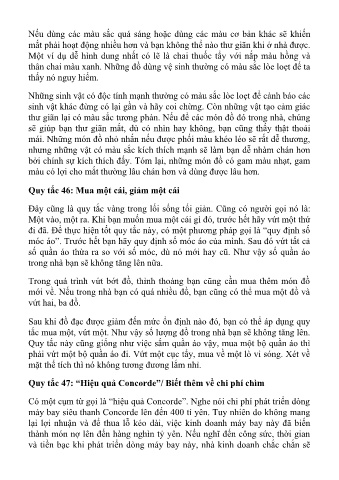 Nếu dùng các màu sắc quá sáng hoặc dùng các màu cơ bản khác sẽ khiến
mắt phải hoạt động nhiều hơn và bạn không thể nào thư giãn khi ở nhà được.
Một ví dụ dễ hình dung nhất có lẽ là chai thuốc tẩy với nắp màu hồng và
thân chai màu xanh. Những đồ dùng vệ sinh thường có màu sắc lòe loẹt để ta
thấy nó nguy hiểm.
Những sinh vật có độc tính mạnh thường có màu sắc lòe loẹt để cảnh báo các
sinh vật khác đừng có lại gần và hãy coi chừng. Còn những vật tạo cảm giác
thư giãn lại có màu sắc tương phản. Nếu để các món đồ đó trong nhà, chúng
sẽ giúp bạn thư giãn mắt, dù có nhìn hay không, bạn cũng thấy thật thoải
mái. Những món đồ nhỏ nhắn nếu được phối màu khéo léo sẽ rất dễ thương,
nhưng những vật có màu sắc kích thích mạnh sẽ làm bạn dễ nhàm chán hơn
bởi chính sự kích thích đấy. Tóm lại, những món đồ có gam màu nhạt, gam
màu có lợi cho mắt thường lâu chán hơn và dùng được lâu hơn.
Quy tắc 46: Mua một cái, giảm một cái
Đây cũng là quy tắc vàng trong lối sống tối giản. Cũng có người gọi nó là:
Một vào, một ra. Khi bạn muốn mua một cái gì đó, trước hết hãy vứt một thứ
đi đã. Để thực hiện tốt quy tắc này, có một phương pháp gọi là “quy định số
móc áo”. Trước hết bạn hãy quy định số móc áo của mình. Sau đó vứt tất cả
số quần áo thừa ra so với số móc, dù nó mới hay cũ. Như vậy số quần áo
trong nhà bạn sẽ không tăng lên nữa.
Trong quá trình vứt bớt đồ, thỉnh thoảng bạn cũng cần mua thêm món đồ
mới về. Nếu trong nhà bạn có quá nhiều đồ, bạn cũng có thể mua một đồ và
vứt hai, ba đồ.
Sau khi đồ đạc được giảm đến mức ổn định nào đó, bạn có thể áp dụng quy
tắc mua một, vứt một. Như vậy số lượng đồ trong nhà bạn sẽ không tăng lên.
Quy tắc này cũng giống như việc sắm quần áo vậy, mua một bộ quần áo thì
phải vứt một bộ quần áo đi. Vứt một cục tẩy, mua về một lò vi sóng. Xét về
mặt thể tích thì nó không tương đương lắm nhỉ.
Quy tắc 47: “Hiệu quả Concorde”/ Biết thêm về chi phí chìm
Có một cụm từ gọi là “hiệu quả Concorde”. Nghe nói chi phí phát triển dòng
máy bay siêu thanh Concorde lên đến 400 tỉ yên. Tuy nhiên do không mang
lại lợi nhuận và để thua lỗ kéo dài, việc kinh doanh máy bay này đã biến
thành món nợ lên đến hàng nghìn tỷ yên. Nếu nghĩ đến công sức, thời gian
và tiền bạc khi phát triển dòng máy bay này, nhà kinh doanh chắc chắn sẽ